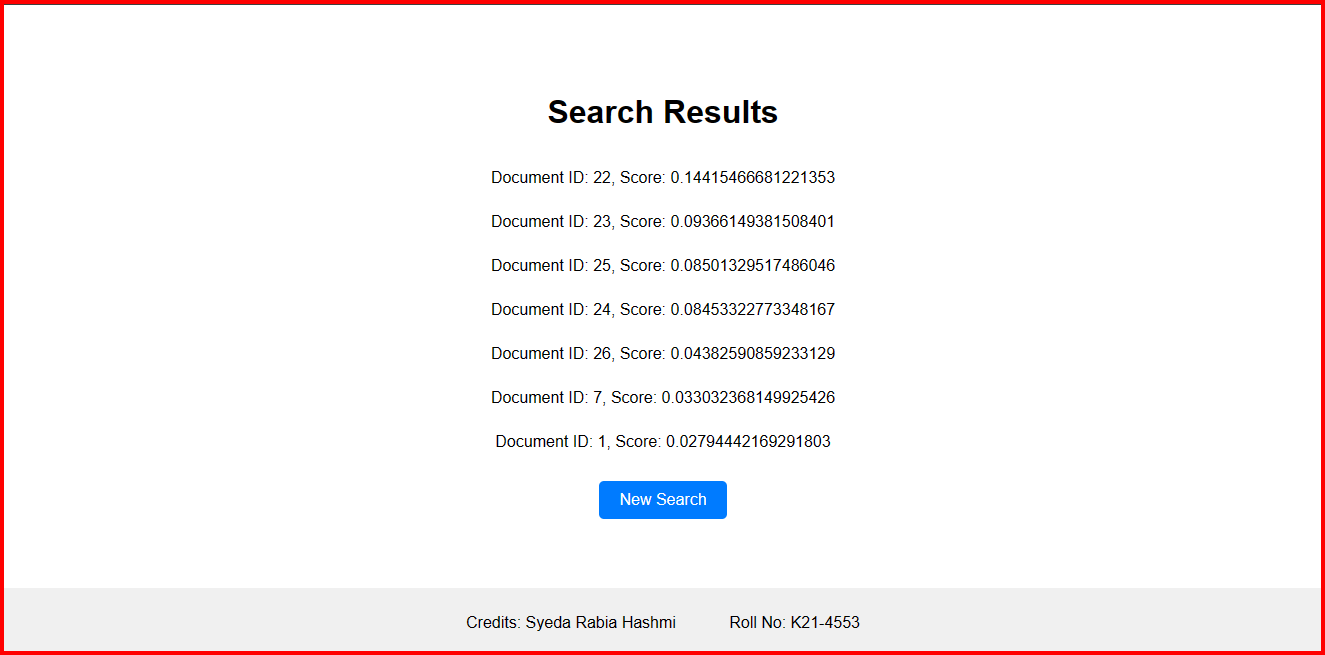 Search Results
Document ID: 22, Score: 0.14415466681221353
Document ID: 23, Score: 0.09366149381508401
Document ID: 25, Score: 0.08501329517486046
Document ID: 24, Score: 0.08453322773348167
Document ID: 26, Score: 0.04382590859233129
Document ID: 7, Score: 0.033032368149925426
Document ID: 1, Score: 0.02794442169291803
New Search
Credits: Syeda Rabia Hashmi Roll No: K21-4553